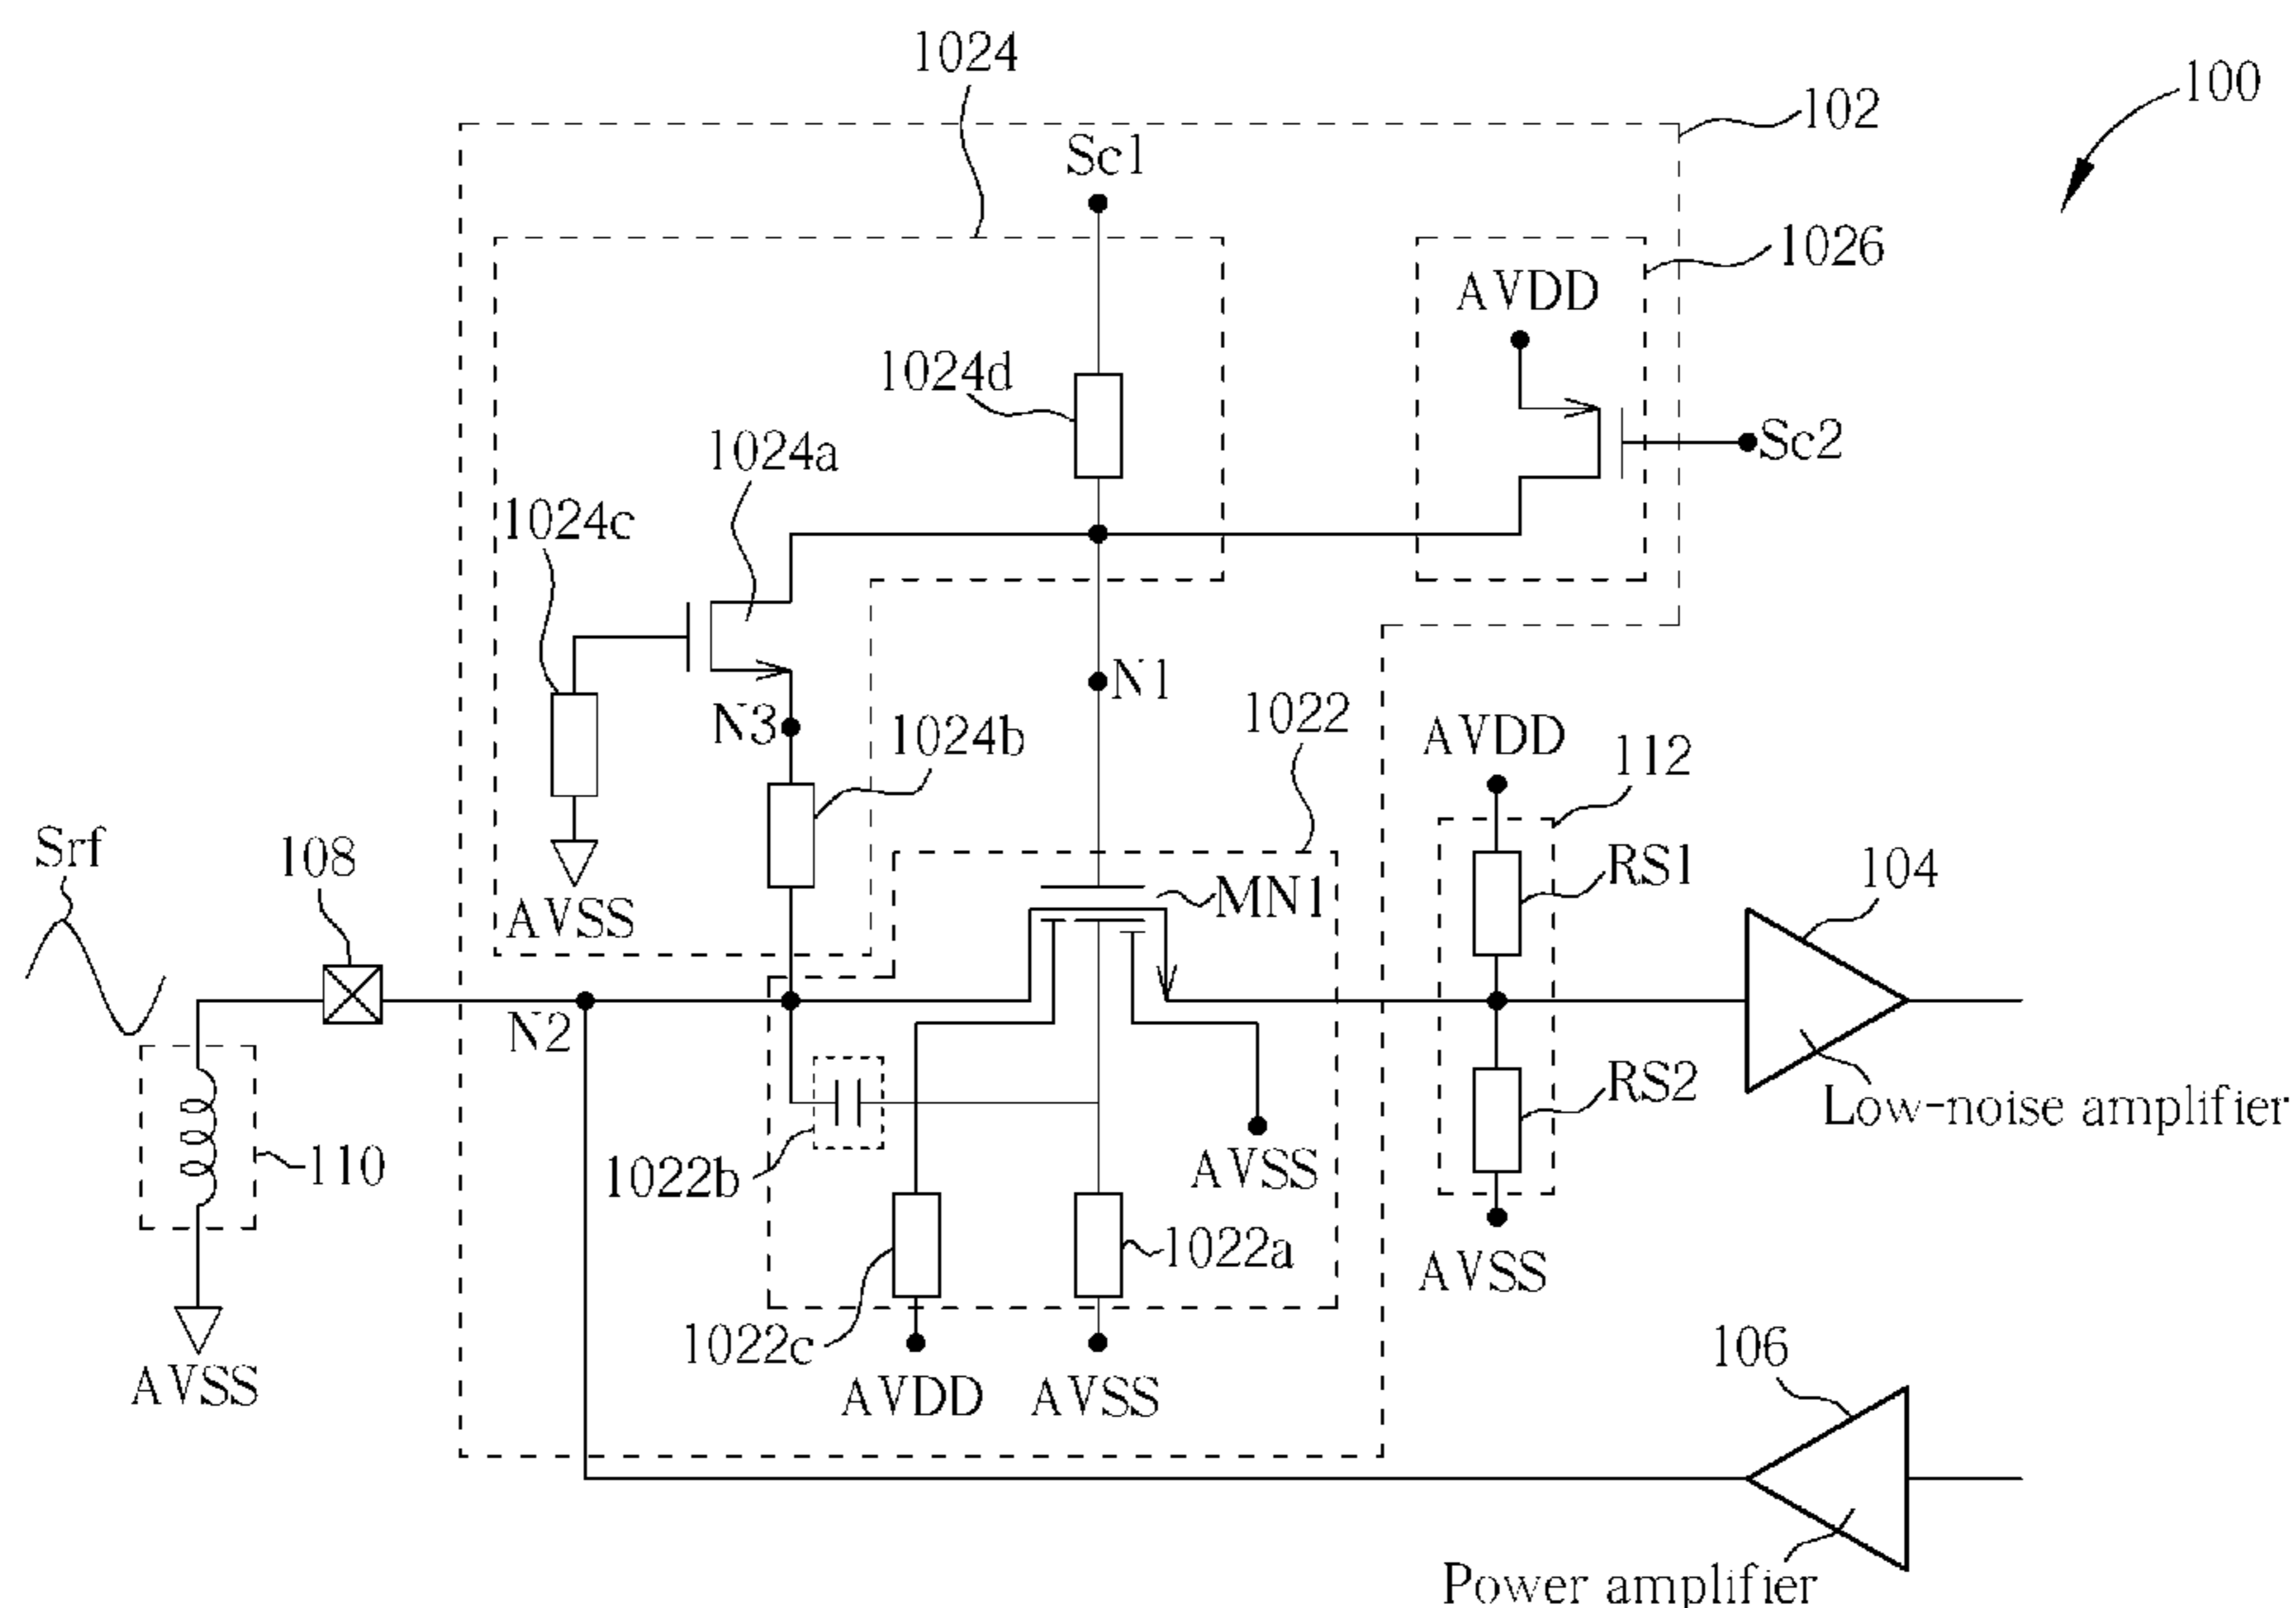 1024
100
102
Sc1
1026
AVDD
1024d
Sc2
1024a
1024c
N1
N3
1022
1024b
AVDD
112
Srf
108
RS1
104
MN1
AVSS
N2
RS2
Low-noise amplifier
110
1022b
AVSS
1022a
AVSS
1022c
106
AVSS
AVDD
AVSS
Power amplifier